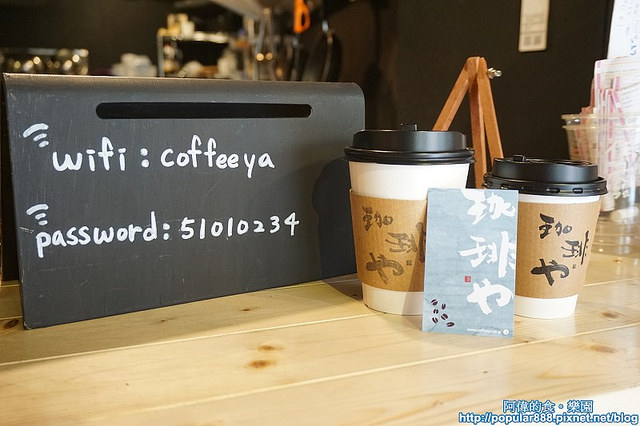 wifi : coffeeya
password: 51010234
珈
琲
や
珈
琲
や
珈
琲
や
阿偉的食。樂園
http://popular888.pixnet.net/blog